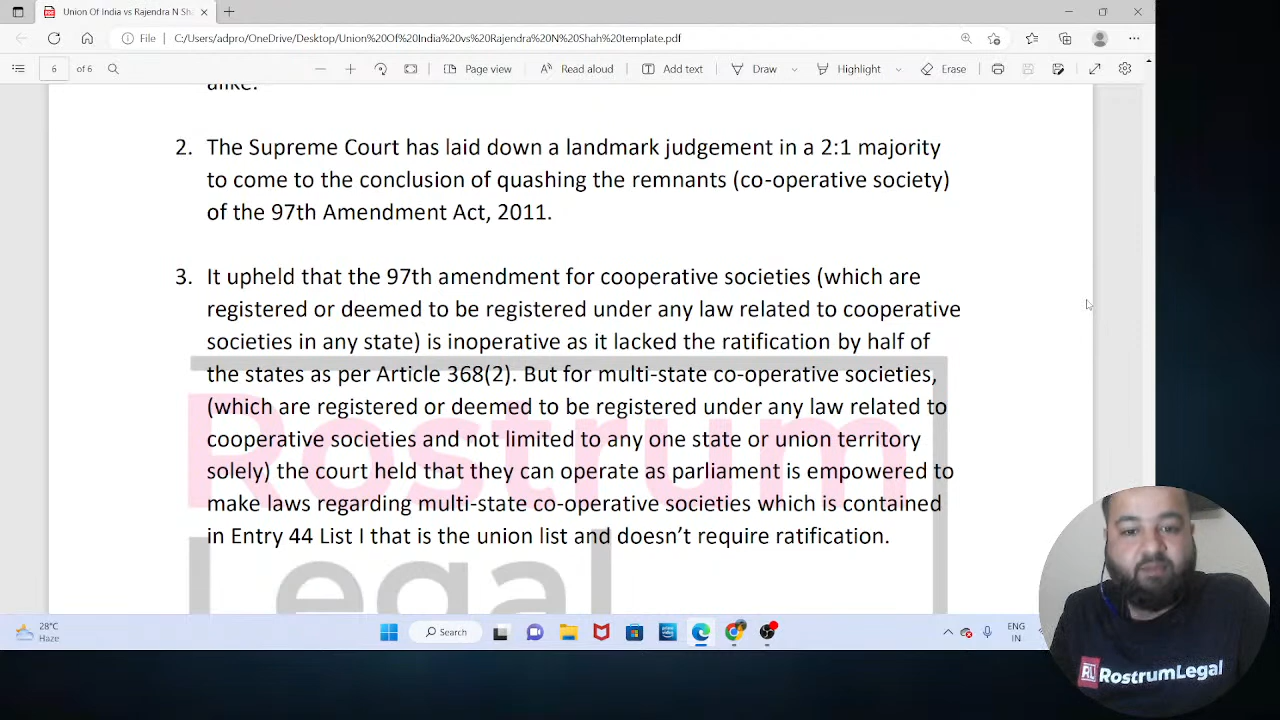 Union Of India vs Rajendra N Sha
File
C:/Users/adpro/OneDrive/Desktop/Union%20Of%20India%20vs%20Rajendra%20N%20Shah%20template.pdf
6 of 6
Page view
Read aloud
Add text
Draw
Highlight
Erase
alike.
2. The Supreme Court has laid down a landmark judgement in a 2:1 majority
to come to the conclusion of quashing the remnants (co-operative society)
of the 97th Amendment Act, 2011.
3. It upheld that the 97th amendment for cooperative societies (which are
registered or deemed to be registered under any law related to cooperative
societies in any state) is inoperative as it lacked the ratification by half of
the states as per Article 368(2). But for multi-state co-operative societies,
(which are registered or deemed to be registered under any law related to
cooperative societies and not limited to any one state or union territory
solely) the court held that they can operate as parliament is empowered to
make laws regarding multi-state co-operative societies which is contained
in Entry 44 List I that is the union list and doesn't require ratification.
Rostrum
Legal
RL RostrumLegal
28°C
Haze
Search
ENG
IN